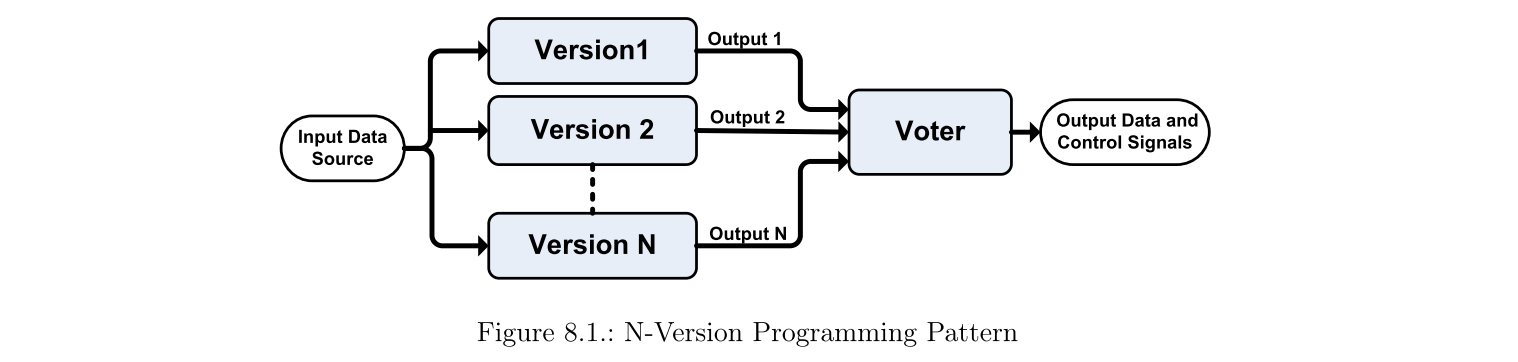 Version1
Output 1
Input Data
Source
Version 2
Output 2
Voter
Output Data and
Control Signals
Version N
Output N
Figure 8.1.: N-Version Programming Pattern